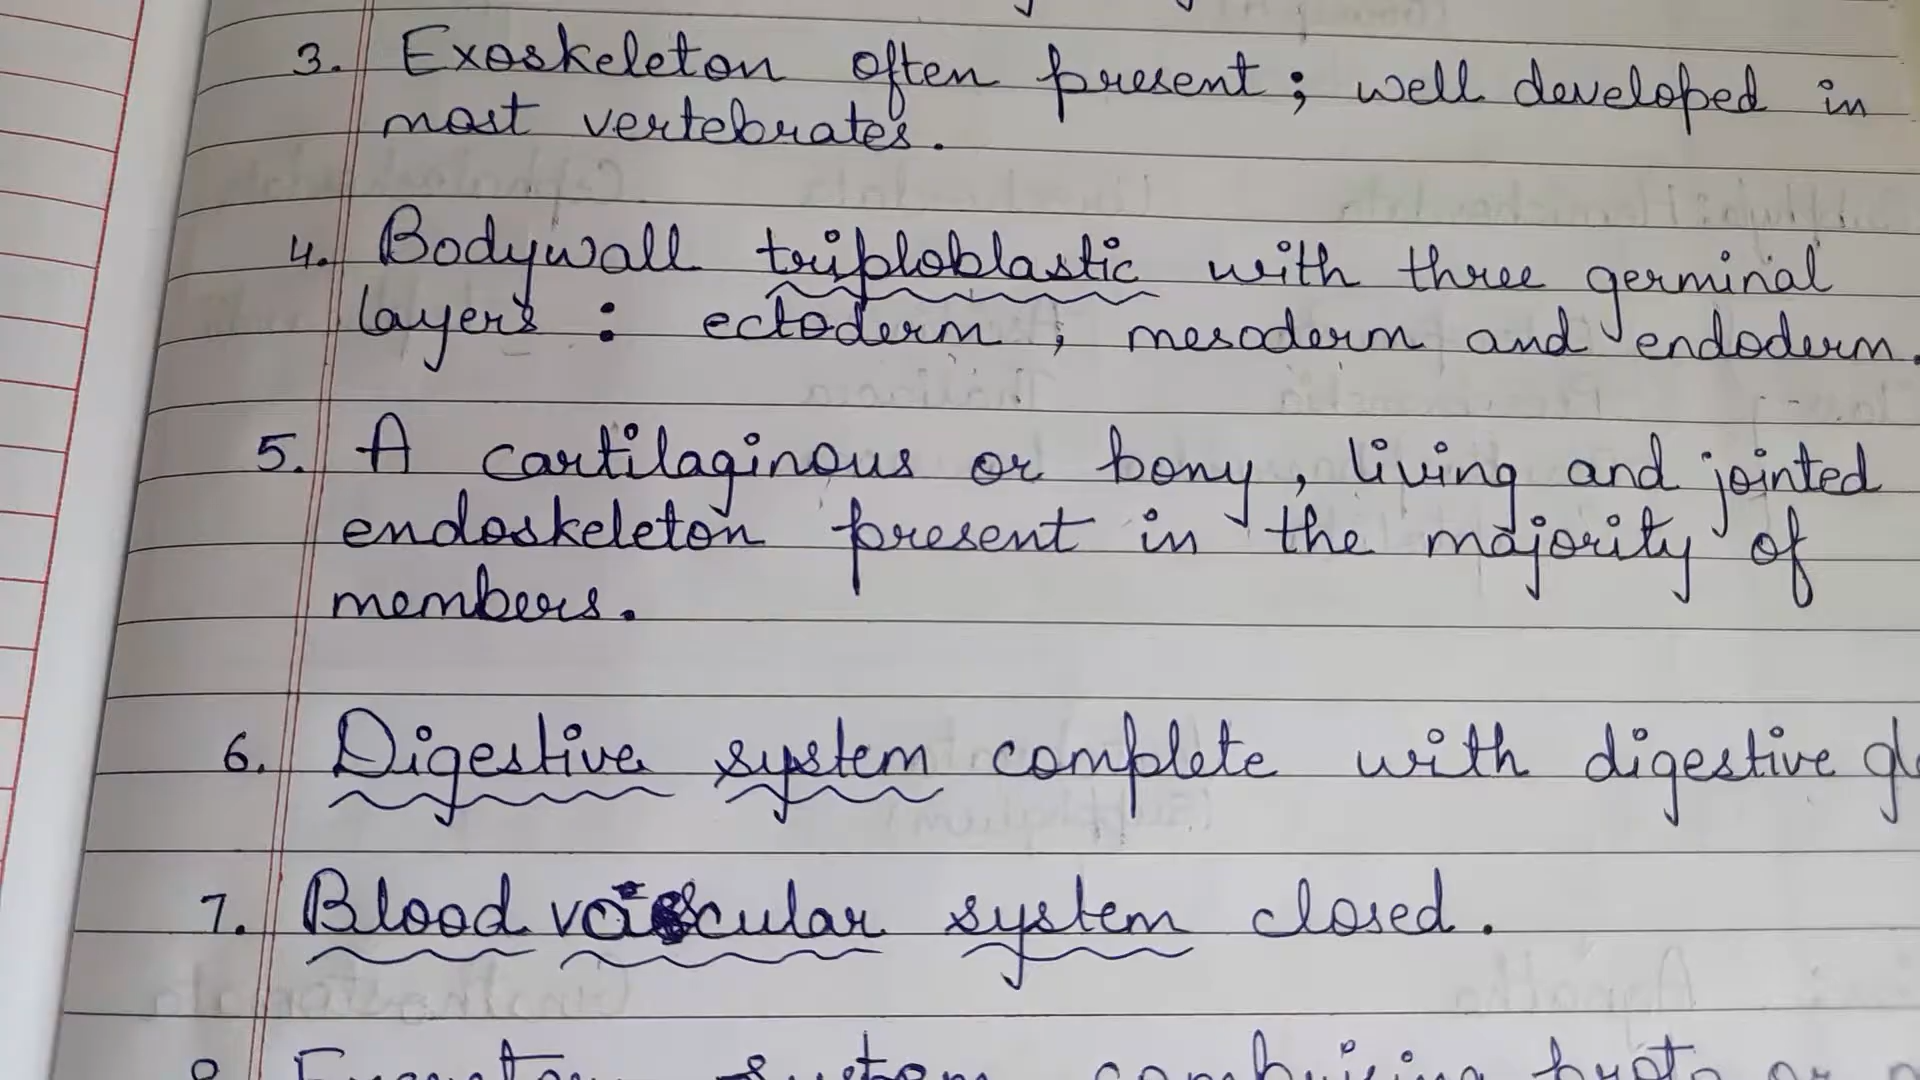 3. Exoskeleton often present; well developed in
most vertebrates.
4. Bodywall triploblastic with three germinal
layers : ectoderm, mesoderm and endoderm.
5. A cartilaginous or bony, living and jointed
endoskeleton present in the majority of
members.
6. Digestive system complete with digestive
7. Blood vascular system closed.
system